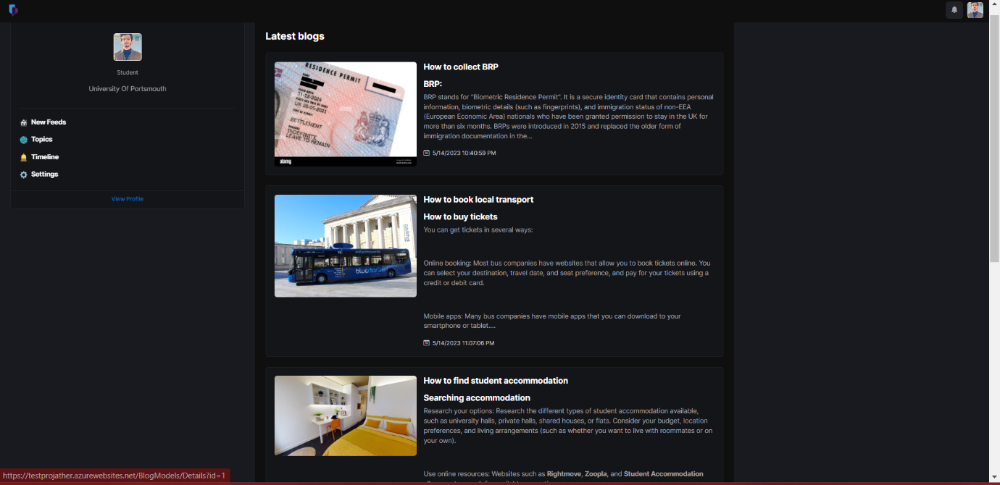 Student
University Of Portsmouth
New Feeds
Topics
Timeline
Settings
View Profile
Latest blogs
RESIDENCE PERMIT
NAME
31-12-2024
UK 26-05-2021
SETTLEMENT
INDEFINITE
LEAVE TO REMAIN
alamy
alamy
How to collect BRP
BRP:
BRP stands for "Biometric Residence Permit". It is a secure identity card that contains personal
information, biometric details (such as fingerprints), and immigration status of non-EEA
(European Economic Area) nationals who have been granted permission to stay in the UK for
more than six months. BRPs were introduced in 2015 and replaced the older form of
immigration documentation in the...
5/14/2023 10:40:59 PM
bluestar
How to book local transport
How to buy tickets
You can get tickets in several ways:
Online booking: Most bus companies have websites that allow you to book tickets online. You
can select your destination, travel date, and seat preference, and pay for your tickets using a
credit or debit card.
Mobile apps: Many bus companies have mobile apps that you can download to your
smartphone or tablet....
5/14/2023 11:07:06 PM
How to find student accommodation
Searching accommodation
Research your options: Research the different types of student accommodation available,
such as university halls, private halls, shared houses, or flats. Consider your budget, location
preferences, and living arrangements (such as whether you want to live with roommates or on
your own).
Use online resources: Websites such as Rightmove, Zoopla, and Student Accommodation
https://testprojather.azurewebsites.net/BlogModels/Details?id=1